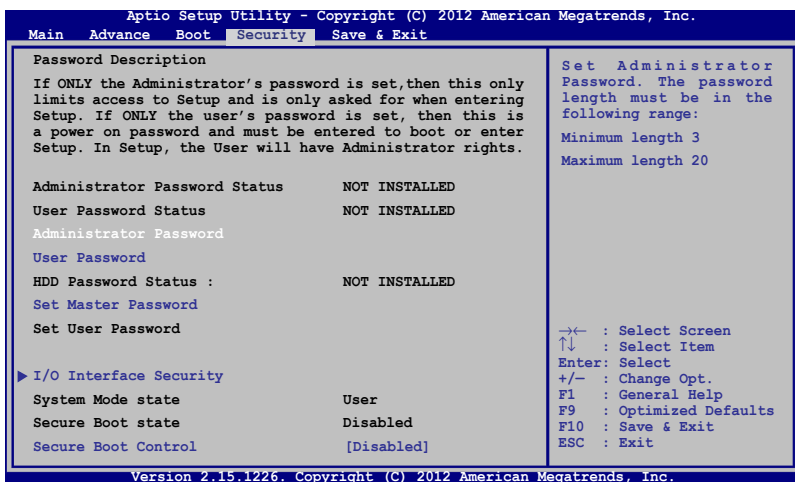 Aptio Setup Utility - Copyright (C) 2012 American Megatrends, Inc.
Main Advance Boot Security Save & Exit
Password Description
If ONLY the Administrator's password is set,then this only
limits access to Setup and is only asked for when entering
Setup. If ONLY the user's password is set, then this is
a power on password and must be entered to boot or enter
Setup. In Setup, the User will have Administrator rights.
Administrator Password Status NOT INSTALLED
User Password Status NOT INSTALLED
Administrator Password
User Password
HDD Password Status : NOT INSTALLED
Set Master Password
Set User Password
I/O Interface Security
System Mode state User
Secure Boot state Disabled
Secure Boot Control [Disabled]
Set Administrator
Password. The password
length must be in the
following range:
Minimum length 3
Maximum length 20
→← : Select Screen
↑↓ : Select Item
Enter: Select
+/— : Change Opt.
F1 : General Help
F9 : Optimized Defaults
F10 : Save & Exit
ESC : Exit
Version 2.15.1226. Copyright (C) 2012 American Megatrends, Inc.